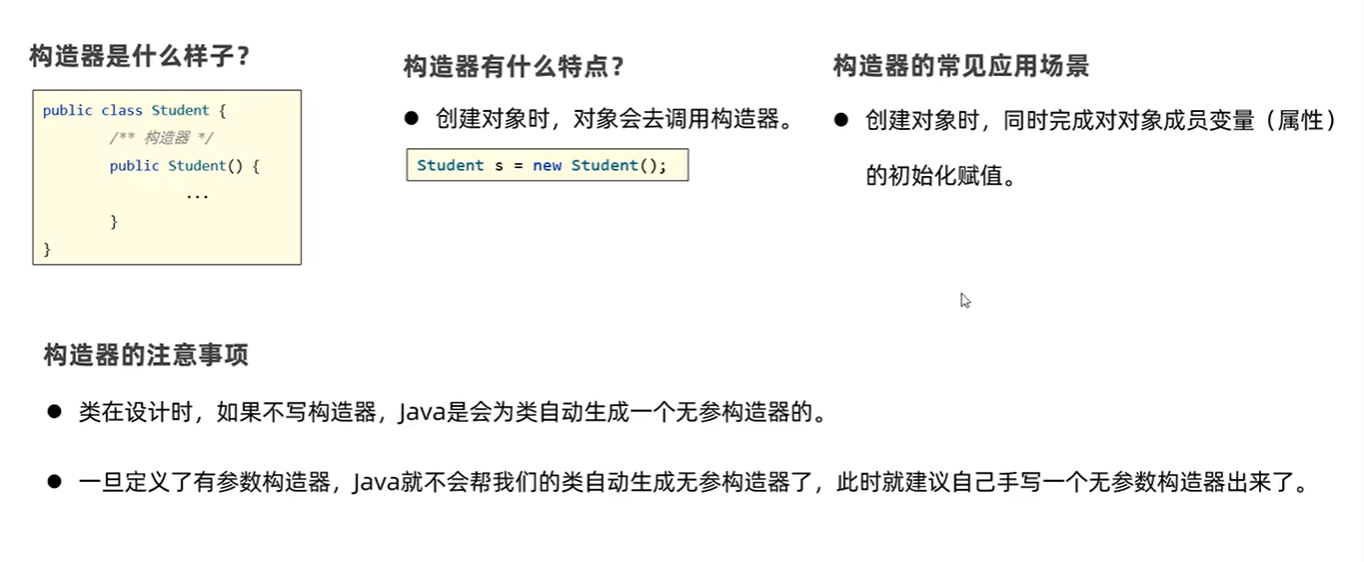 构造器是什么样子？
public class Student {
/** 构造器 */
public Student() {
...
}
}
构造器有什么特点？
● 创建对象时，对象会去调用构造器。
Student s = new Student();
构造器的常见应用场景
● 创建对象时，同时完成对对象成员变量（属性）
的初始化赋值。
构造器的注意事项
● 类在设计时，如果不写构造器，Java是会为类自动生成一个无参构造器的。
● 一旦定义了有参数构造器，Java就不会帮我们的类自动生成无参构造器了，此时就建议自己手写一个无参数构造器出来了。